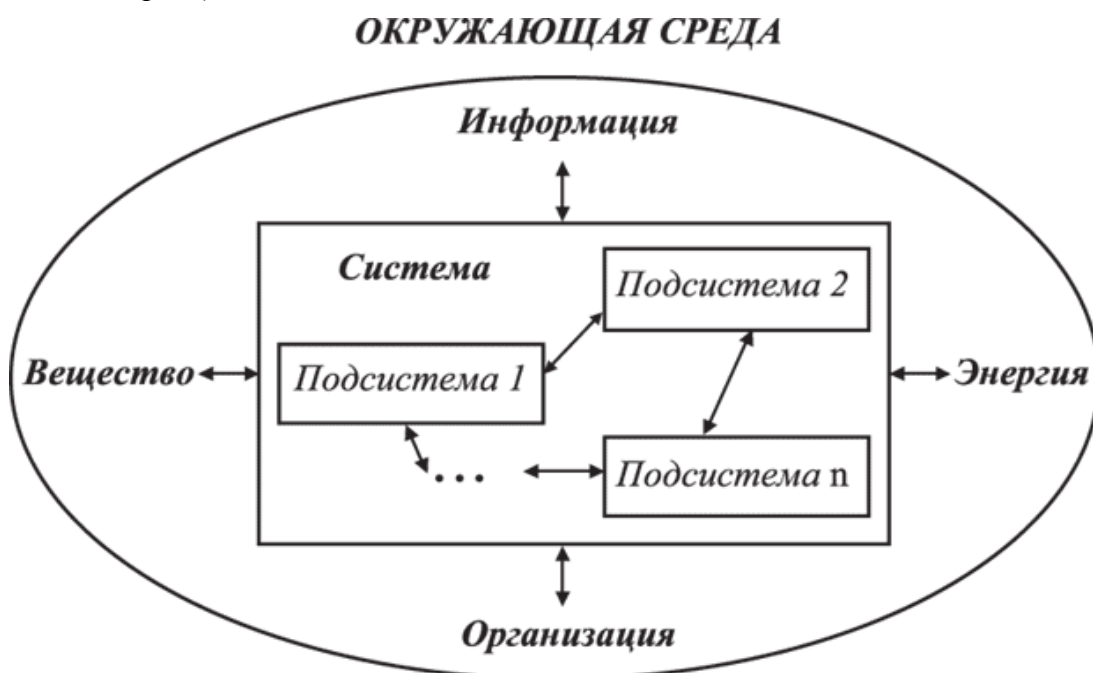 ОКРУЖАЮЩАЯ СРЕДА
Информация
Система
Подсистема 2
Вещество
Подсистема 1
Энергия
...
Подсистема n
Организация